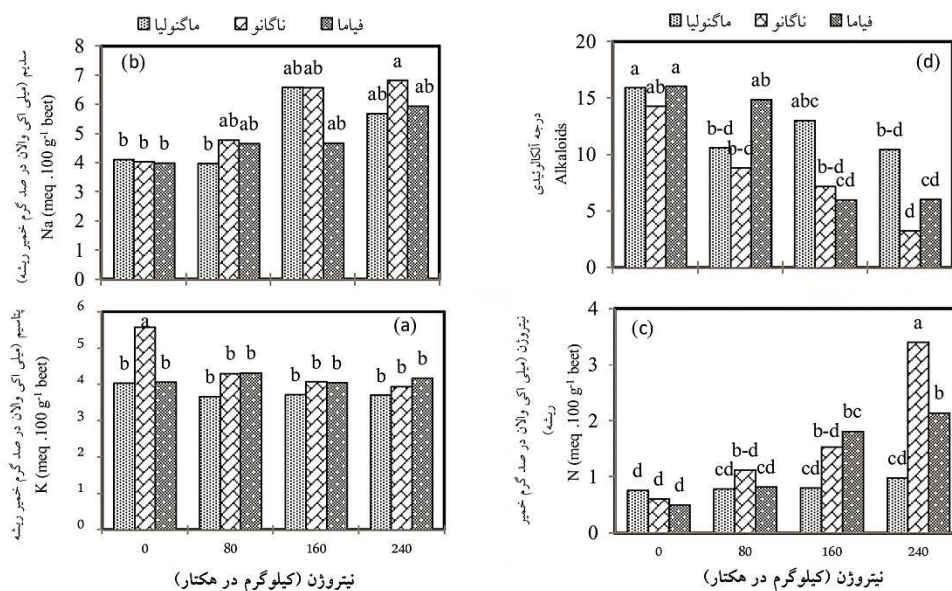 ماگنولیا ناگانو فیاما
(b)
سدیم (میلی اکی والان در صد گرم خمیر ریشه)
Na (meq .100 g-1 beet)
8
7
6
5
4
3
2
1
0
b b b
b ab ab
ab ab ab
ab a ab
(a)
پتاسیم (میلی اکی والان در صد گرم خمیر ریشه
K (meq .100 g-1 beet)
6
5
4
3
2
1
0
b a b
b b b
b b b
b b b
0 80 160 240
نیتروژن (کیلوگرم در هکتار)
ماگنولیا ناگانو فیاما
(d)
درجه آلکالوئیدی
Alkaloids
20
15
10
5
0
a ab a
b-d b-d ab
abc b-d cd
b-d d cd
(c)
نیتروژن (میلی اکی والان در صد گرم خمیر
ریشه)
N (meq .100 g-1 beet)
4
3
2
1
0
d d d
cd b-d cd
cd b-d bc
cd a b
0 80 160 240
نیتروژن (کیلوگرم در هکتار)